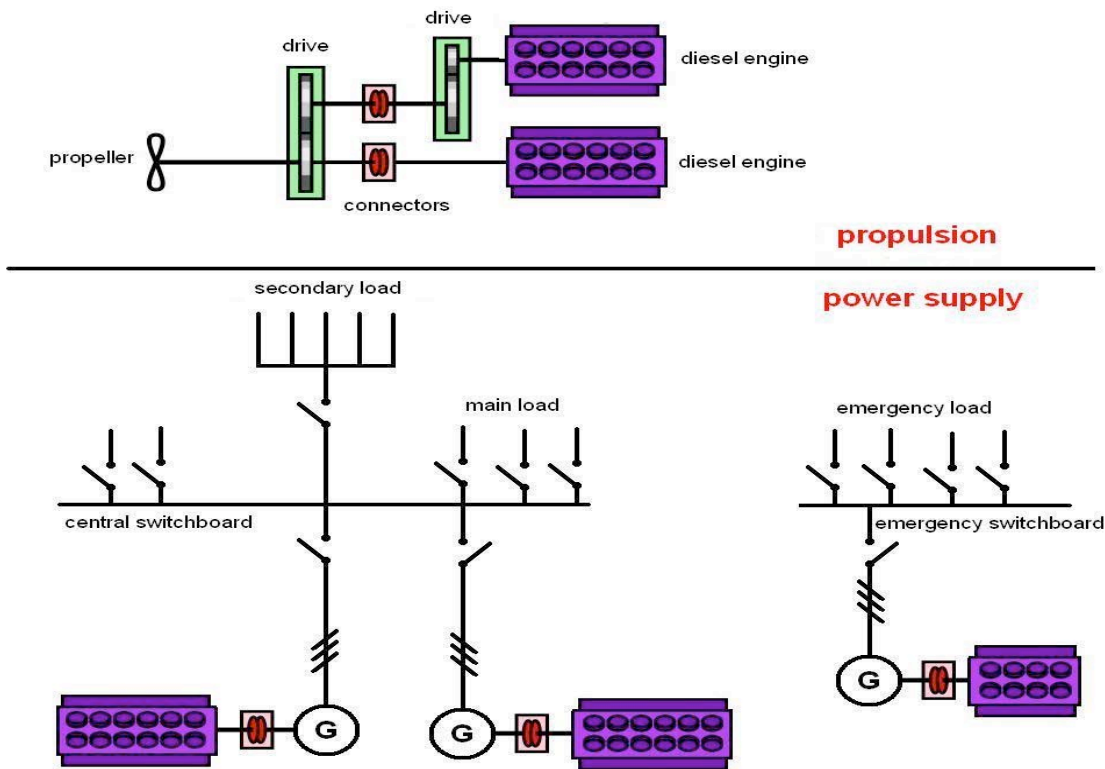 drive
drive
diesel engine
propeller
diesel engine
connectors
propulsion
power supply
secondary load
main load
emergency load
central switchboard
emergency switchboard
G
G
G